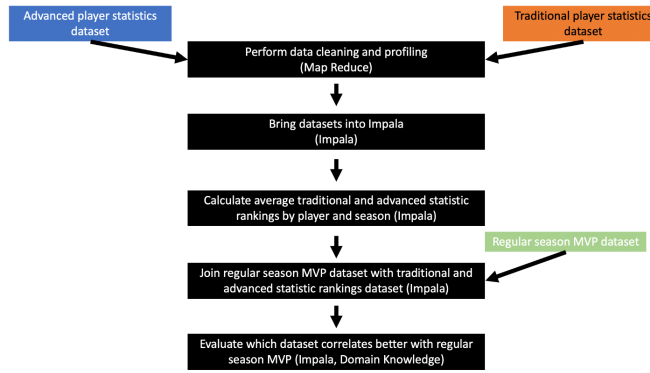 Advanced player statistics
dataset
Traditional player statistics
dataset
Perform data cleaning and profiling
(Map Reduce)
Bring datasets into Impala
(Impala)
Calculate average traditional and advanced statistic
rankings by player and season (Impala)
Regular season MVP dataset
Join regular season MVP dataset with traditional and
advanced statistic rankings dataset (Impala)
Evaluate which dataset correlates better with regular
season MVP (Impala, Domain Knowledge)